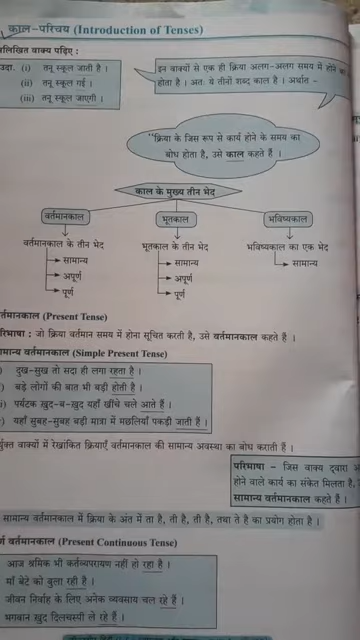 काल-परिचय (Introduction of Tenses)
लिखित वाक्य पढ़िए :
उदा. (i) तनू स्कूल जाती है ।
(ii) तनू स्कूल गई ।
(iii) तनू स्कूल जाएगी ।
इन वाक्यों से एक ही क्रिया अलग-अलग समय में होने का
होता है । अतः ये तीनों शब्द काल है । अर्थात -
"क्रिया के जिस रूप से कार्य होने के समय का
बोध होता है, उसे काल कहते हैं ।
काल के मुख्य तीन भेद
वर्तमानकाल
भूतकाल
भविष्यकाल
वर्तमानकाल के तीन भेद
सामान्य
अपूर्ण
पूर्ण
भूतकाल के तीन भेद
सामान्य
अपूर्ण
पूर्ण
भविष्यकाल का एक भेद
सामान्य
र्तमानकाल (Present Tense)
रिभाषा : जो क्रिया वर्तमान समय में होना सूचित करती है, उसे वर्तमानकाल कहते हैं ।
मान्य वर्तमानकाल (Simple Present Tense)
दुख-सुख तो सदा ही लगा रहता है ।
बड़े लोगों की बात भी बड़ी होती है ।
पर्यटक खुद-ब-खुद यहाँ खींचे चले आते हैं ।
यहाँ सुबह-सुबह बड़ी मात्रा में मछलियाँ पकड़ी जाती हैं ।
र्युक्त वाक्यों में रेखांकित क्रियाएँ वर्तमानकाल की सामान्य अवस्था का बोध कराती हैं ।
परिभाषा - जिस वाक्य द्वारा
होने वाले कार्य का संकेत मिलता है,
सामान्य वर्तमानकाल कहते हैं ।
सामान्य वर्तमानकाल में क्रिया के अंत में ता है, ती है, ती है, तथा ते है का प्रयोग होता है ।
र्ण वर्तमानकाल (Present Continuous Tense)
आज श्रमिक भी कर्तव्यपरायण नहीं हो रहा है ।
माँ बेटे को बुला रही है ।
जीवन निर्वाह के लिए अनेक व्यवसाय चल रहे हैं ।
भगवान खुद दिलचस्पी ले रहे हैं ।